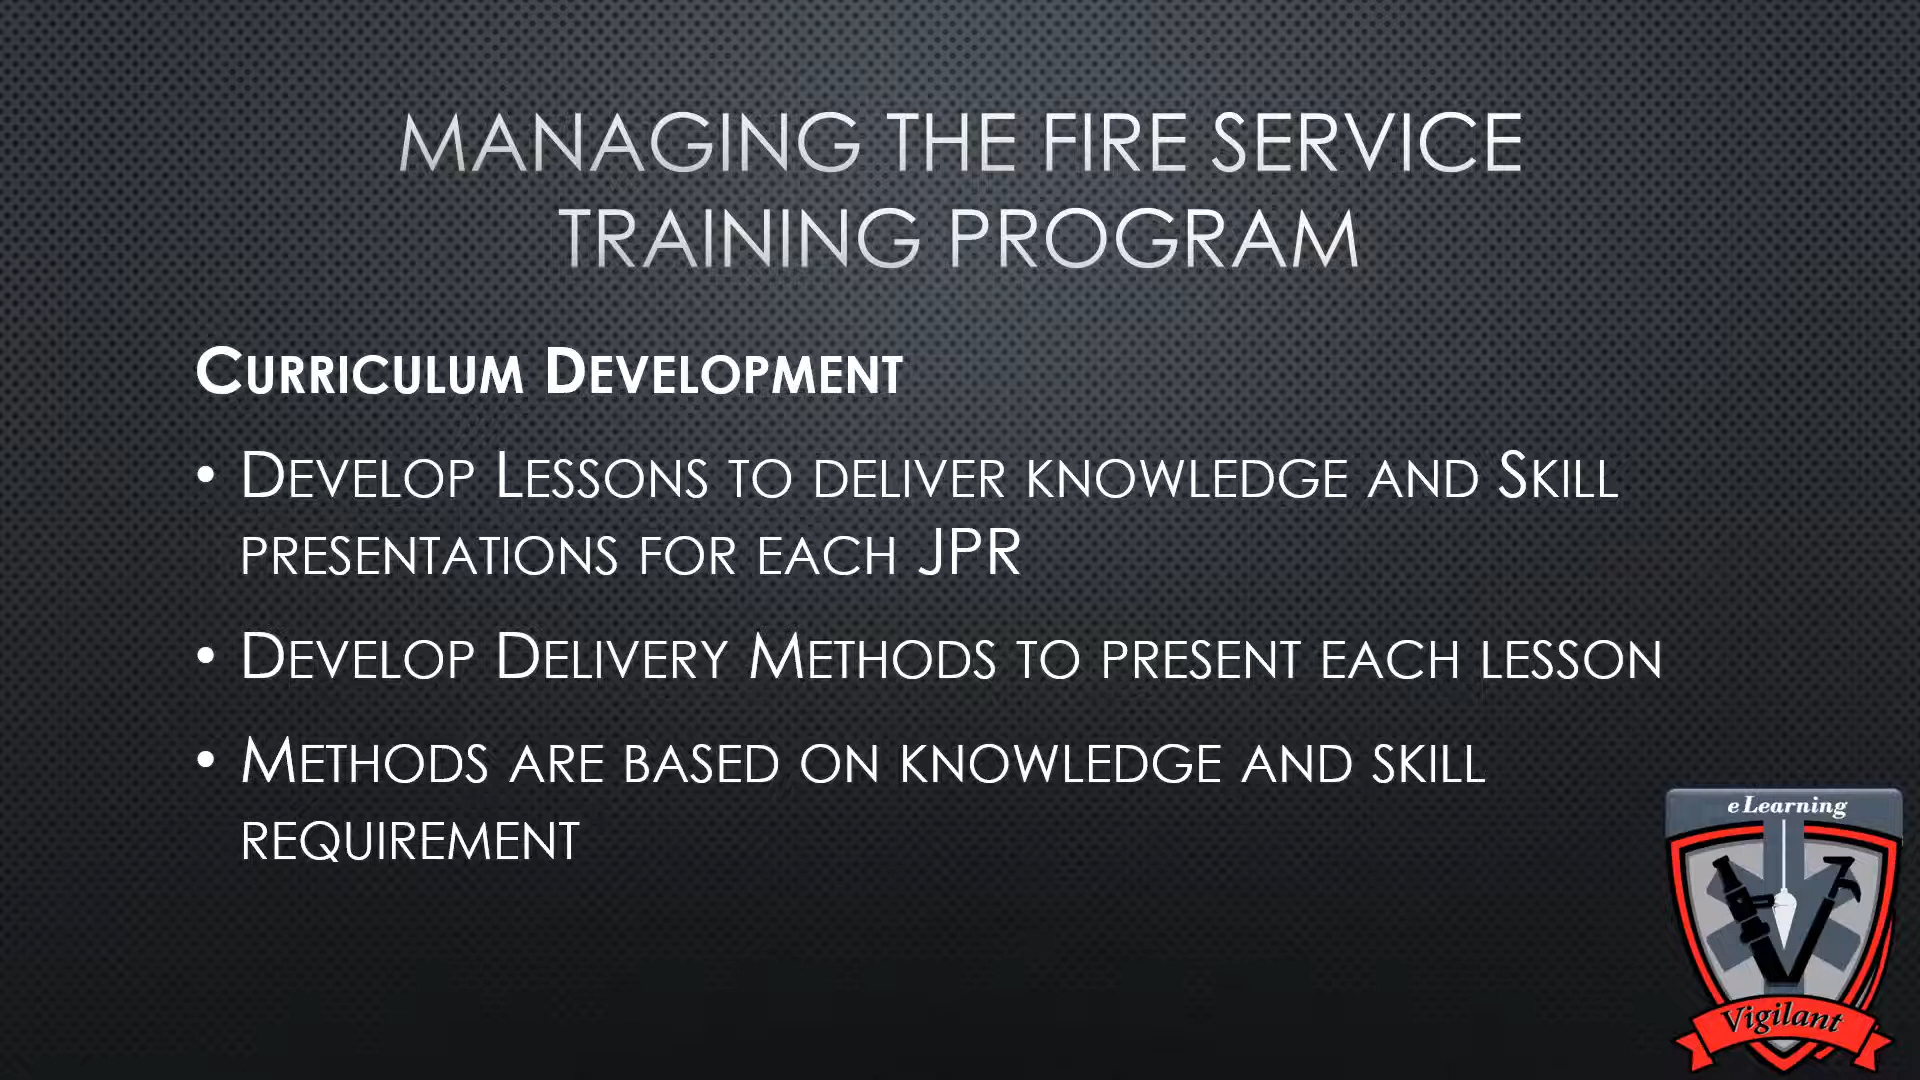 MANAGING THE FIRE SERVICE
TRAINING PROGRAM
CURRICULUM DEVELOPMENT
• DEVELOP LESSONS TO DELIVER KNOWLEDGE AND SKILL
PRESENTATIONS FOR EACH JPR
• DEVELOP DELIVERY METHODS TO PRESENT EACH LESSON
• METHODS ARE BASED ON KNOWLEDGE AND SKILL
REQUIREMENT
eLearning
Vigilant